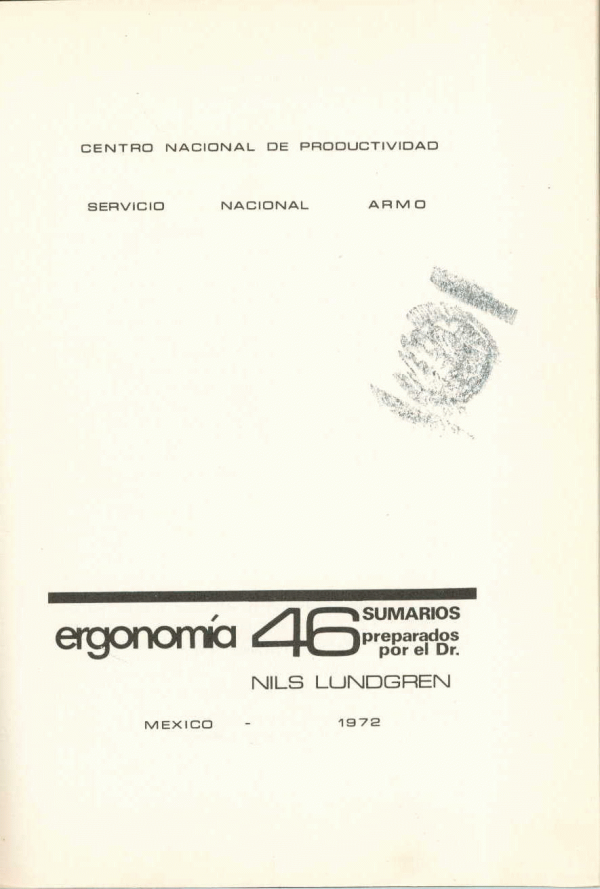 CENTRO NACIONAL DE PRODUCTIVIDAD
SERVICIO NACIONAL ARMO
ergonomía 46 SUMARIOS
preparados
por el Dr.
NILS LUNDGREN
MEXICO - 1972